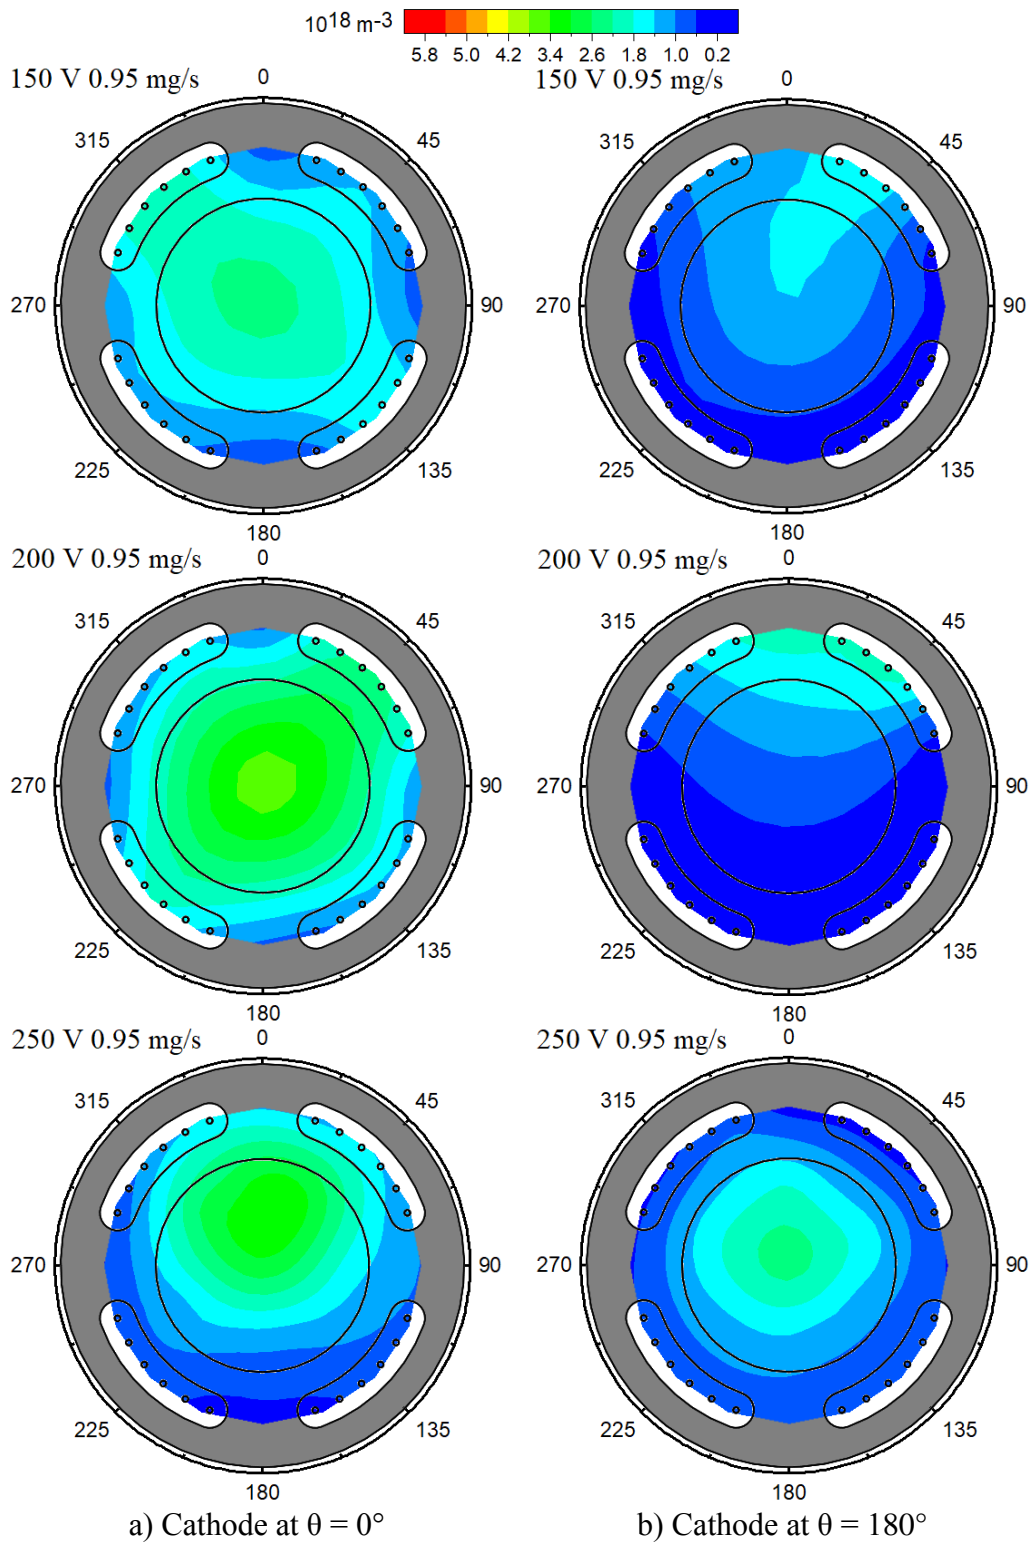 10^18 m-3
5.8 5.0 4.2 3.4 2.6 1.8 1.0 0.2
150 V 0.95 mg/s 0 150 V 0.95 mg/s 0
315 45 315 45
270 90 270 90
225 135 225 135
180 180
200 V 0.95 mg/s 0 200 V 0.95 mg/s 0
315 45 315 45
270 90 270 90
225 135 225 135
180 180
250 V 0.95 mg/s 0 250 V 0.95 mg/s 0
315 45 315 45
270 90 270 90
225 135 225 135
180 180
a) Cathode at θ = 0° b) Cathode at θ = 180°